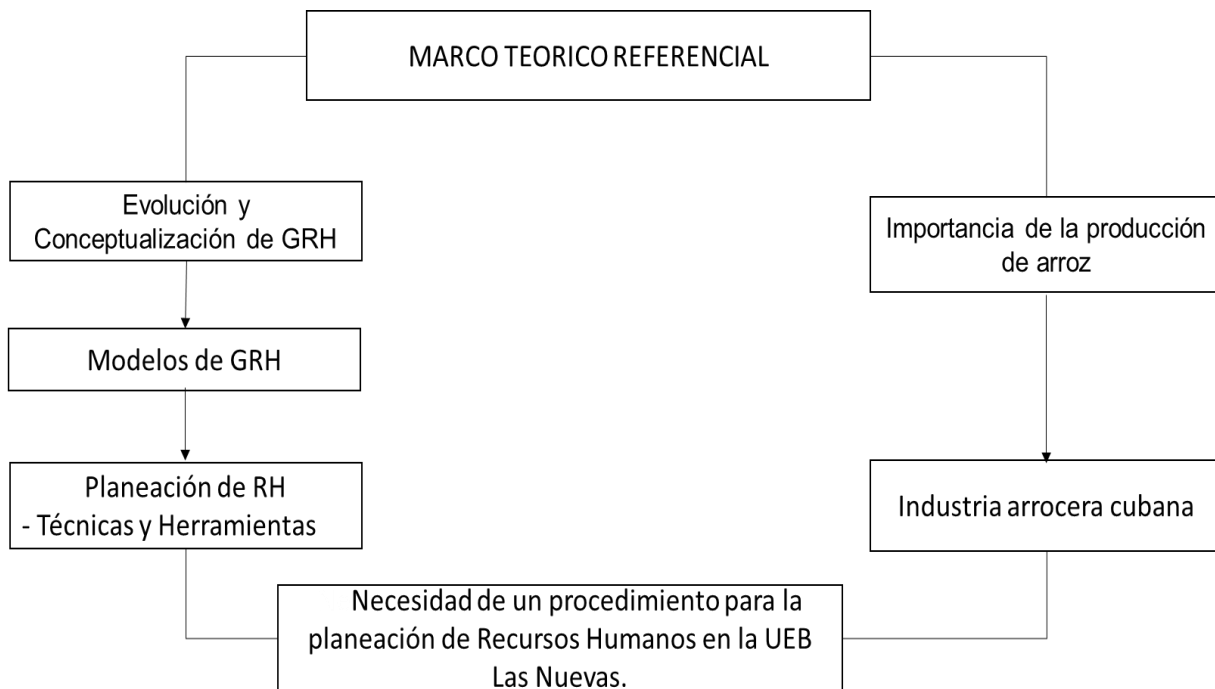 MARCO TEORICO REFERENCIAL
Evolución y
Conceptualización de GRH
Modelos de GRH
Planeación de RH
- Técnicas y Herramientas
Importancia de la producción
de arroz
Industria arrocera cubana
Necesidad de un procedimiento para la
planeación de Recursos Humanos en la UEB
Las Nuevas.